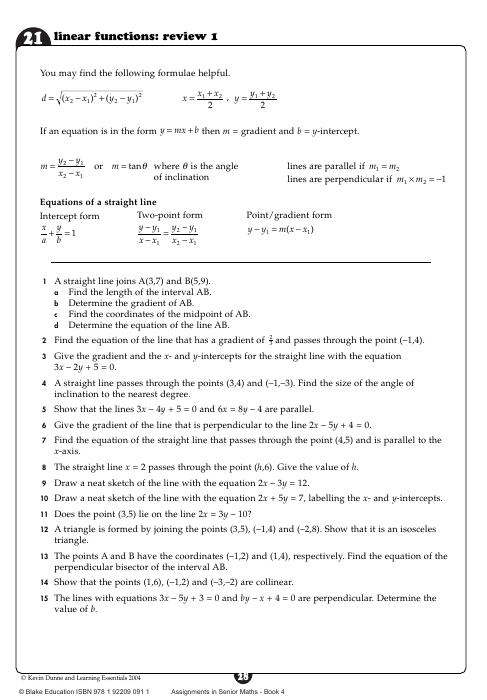 21 linear functions: review 1
You may find the following formulae helpful.
d = √((x₂ − x₁)² + (y₂ − y₁)²)    x = (x₁ + x₂)/2 , y = (y₁ + y₂)/2
If an equation is in the form y = mx + b then m = gradient and b = y-intercept.
m = (y₂ − y₁)/(x₂ − x₁)  or  m = tan θ  where θ is the angle    lines are parallel if m₁ = m₂
of inclination    lines are perpendicular if m₁ × m₂ = −1
Equations of a straight line
Intercept form    Two-point form    Point/gradient form
x/a + y/b = 1    (y − y₁)/(x − x₁) = (y₂ − y₁)/(x₂ − x₁)    y − y₁ = m(x − x₁)
1 A straight line joins A(3,7) and B(5,9).
a Find the length of the interval AB.
b Determine the gradient of AB.
c Find the coordinates of the midpoint of AB.
d Determine the equation of the line AB.
2 Find the equation of the line that has a gradient of 2/3 and passes through the point (−1,4).
3 Give the gradient and the x- and y-intercepts for the straight line with the equation
3x − 2y + 5 = 0.
4 A straight line passes through the points (3,4) and (−1,−3). Find the size of the angle of
inclination to the nearest degree.
5 Show that the lines 3x − 4y + 5 = 0 and 6x = 8y − 4 are parallel.
6 Give the gradient of the line that is perpendicular to the line 2x − 5y + 4 = 0.
7 Find the equation of the straight line that passes through the point (4,5) and is parallel to the
x-axis.
8 The straight line x = 2 passes through the point (h,6). Give the value of h.
9 Draw a neat sketch of the line with the equation 2x − 3y = 12.
10 Draw a neat sketch of the line with the equation 2x + 5y = 7, labelling the x- and y-intercepts.
11 Does the point (3,5) lie on the line 2x = 3y − 10?
12 A triangle is formed by joining the points (3,5), (−1,4) and (−2,8). Show that it is an isosceles
triangle.
13 The points A and B have the coordinates (−1,2) and (1,4), respectively. Find the equation of the
perpendicular bisector of the interval AB.
14 Show that the points (1,6), (−1,2) and (−3,−2) are collinear.
15 The lines with equations 3x − 5y + 3 = 0 and by − x + 4 = 0 are perpendicular. Determine the
value of b.
© Kevin Dunne and Learning Essentials 2004    28
© Blake Education ISBN 978 1 92209 091 1    Assignments in Senior Maths - Book 4